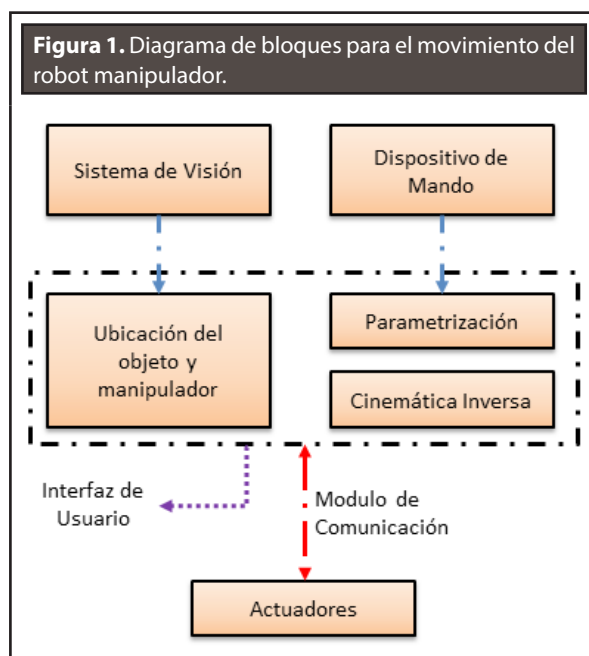 Figura 1. Diagrama de bloques para el movimiento del
robot manipulador.
Sistema de Visión
Dispositivo de
Mando
Ubicación del
objeto y
manipulador
Parametrización
Cinemática Inversa
Interfaz de
Usuario
Modulo de
Comunicación
Actuadores